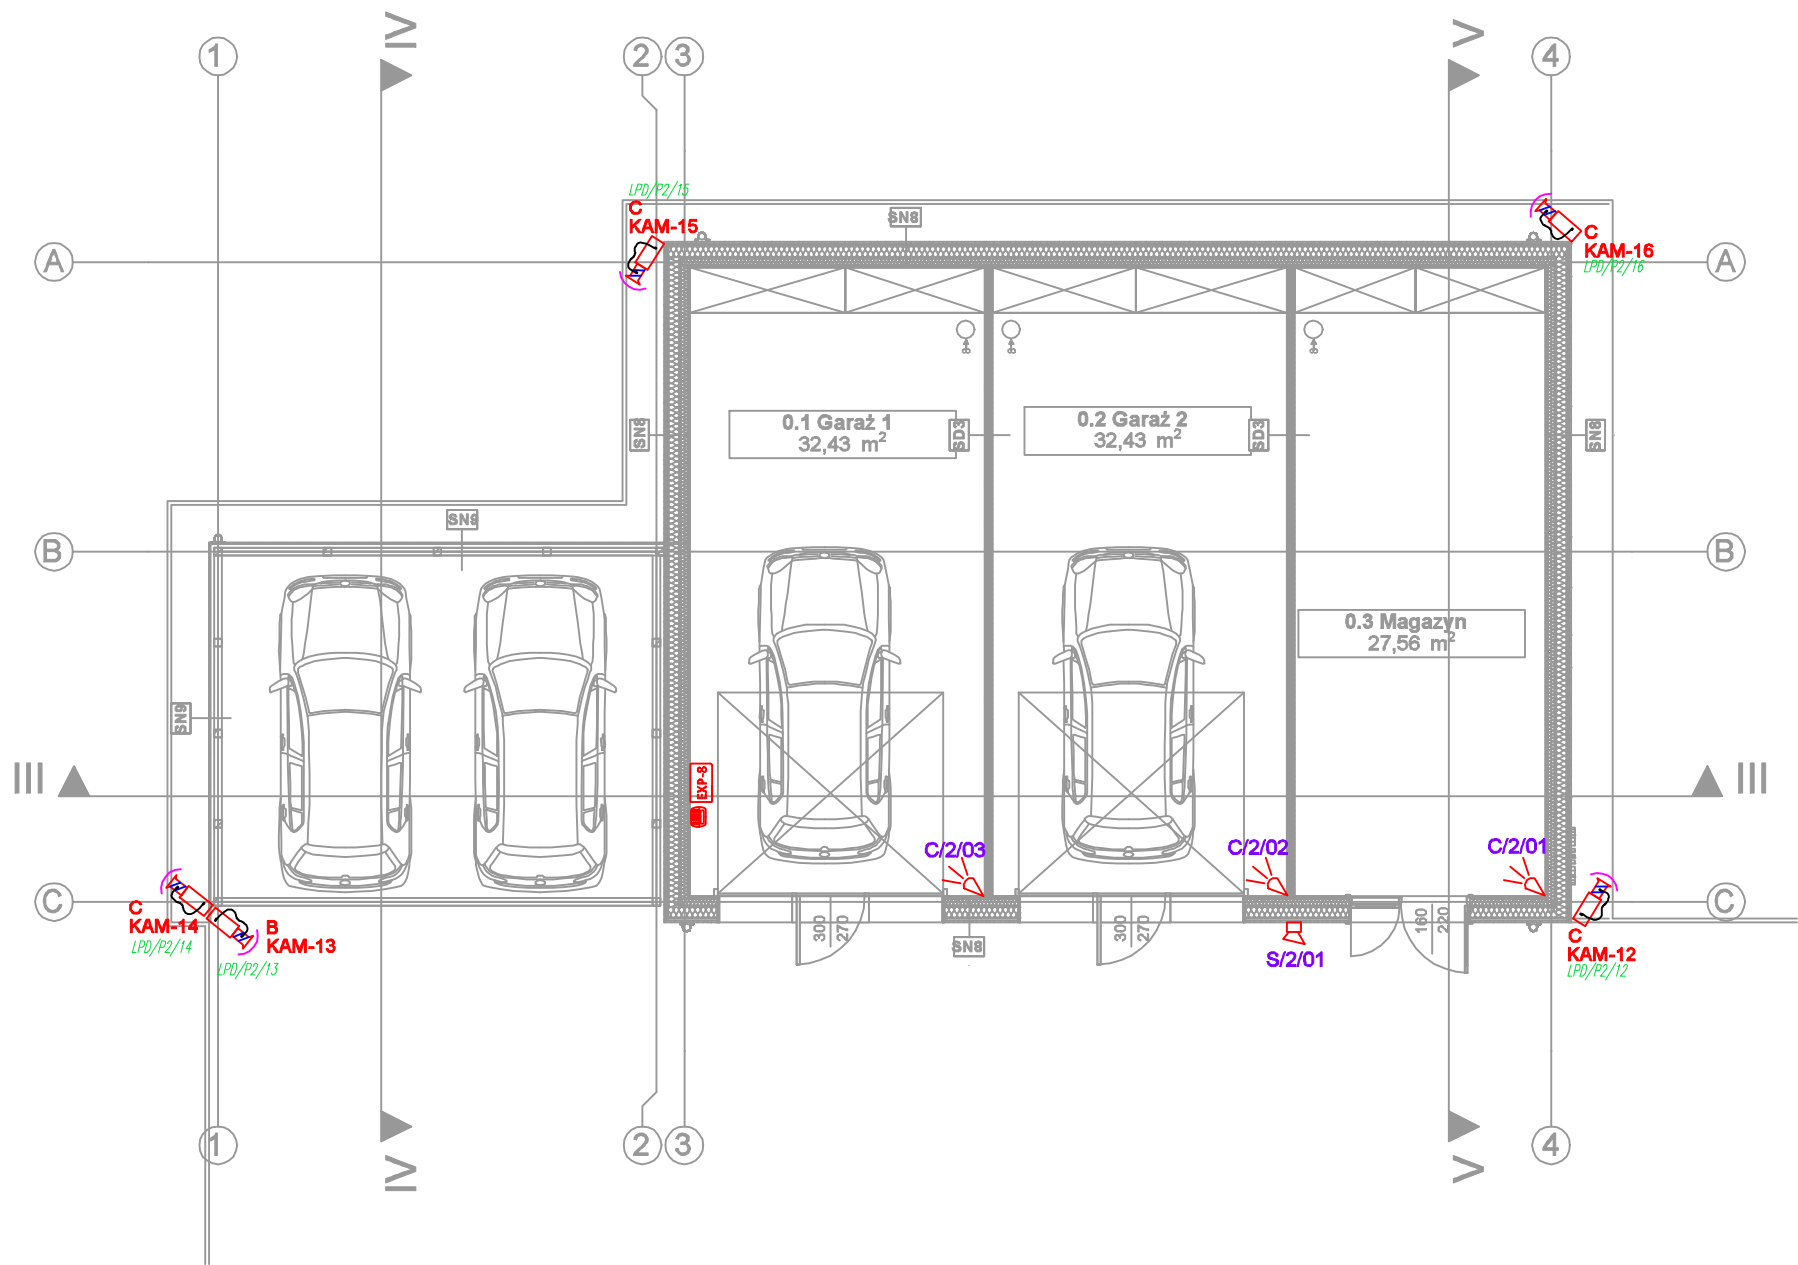 IV
V
1
2
3
4
LPD/P2/15
C
KAM-15
SN8
C
KAM-16
LPD/P2/16
A
A
0.1 Garaż 1
32,43 m²
SD3
0.2 Garaż 2
32,43 m²
SD3
SN8
SN8
SN9
B
B
0.3 Magazyn
27,56 m²
SN9
III
III
EXP-8
C/2/03
C/2/02
C/2/01
C
C
C
KAM-14
LPD/P2/14
B
KAM-13
LPD/P2/13
300
270
SN8
300
270
S/2/01
160
220
C
KAM-12
LPD/P2/12
1
2
3
4
IV
V